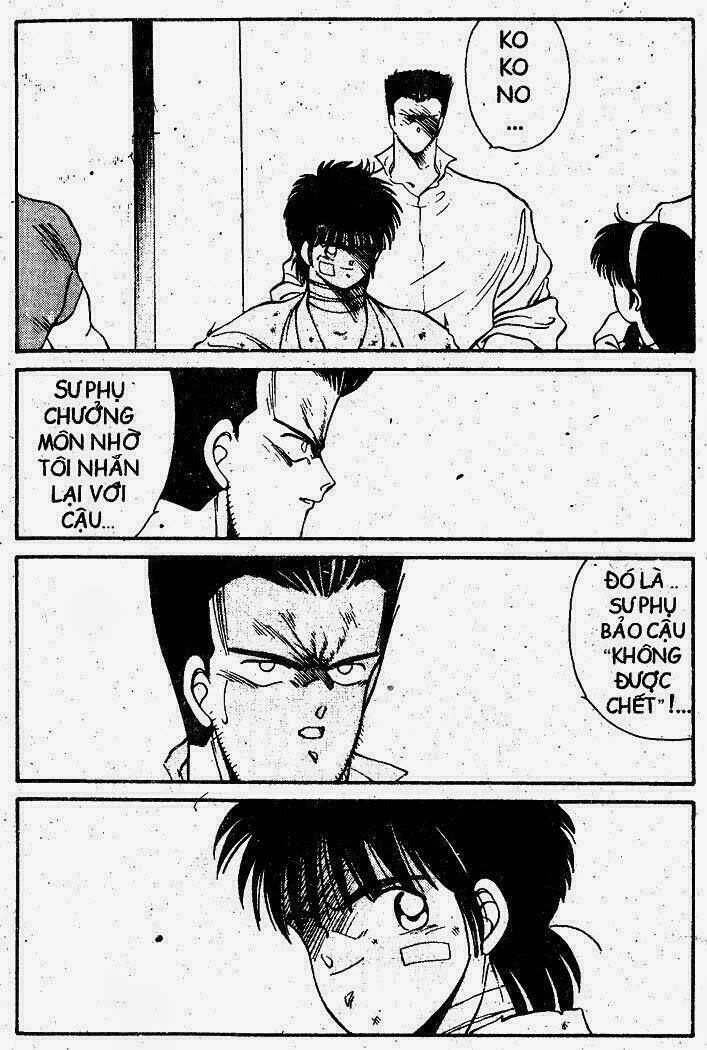 KO
KO
NO
...
SƯ PHỤ
CHƯỞNG
MÔN NHỜ
TÔI NHẮN
LẠI VỚI
CẬU...
ĐÓ LÀ ..
SƯ PHỤ
BẢO CẬU
“KHÔNG
ĐƯỢC
CHẾT” !...